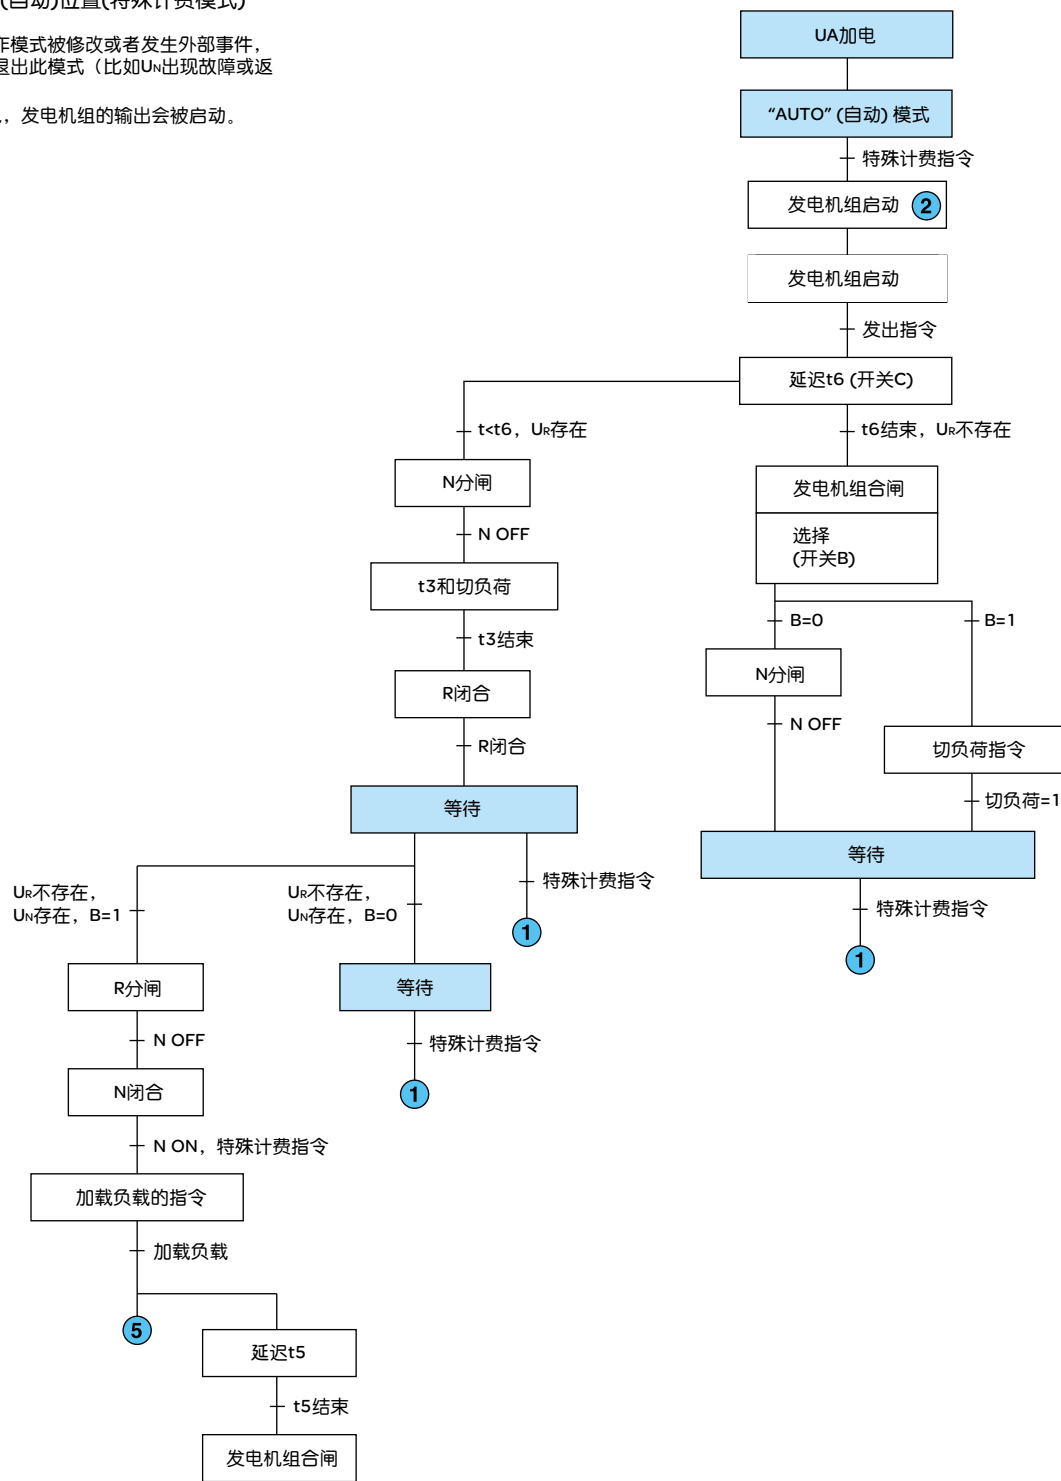 (自动)位置(特殊计费模式)
作模式被修改或者发生外部事件，
退出此模式（比如UN出现故障或返
，发电机组的输出会被启动。
UA加电
“AUTO” (自动) 模式
特殊计费指令
发电机组启动 2
发电机组启动
发出指令
延迟t6 (开关C)
t<t6，UR存在
t6结束，UR不存在
N分闸
发电机组合闸
选择
(开关B)
N OFF
t3和切负荷
B=0
B=1
t3结束
N分闸
R闭合
N OFF
切负荷指令
R闭合
切负荷=1
等待
等待
UR不存在，
UN存在，B=1
UR不存在，
UN存在，B=0
特殊计费指令
特殊计费指令
1
1
R分闸
等待
N OFF
特殊计费指令
N闭合
1
N ON，特殊计费指令
加载负载的指令
加载负载
5
延迟t5
t5结束
发电机组合闸